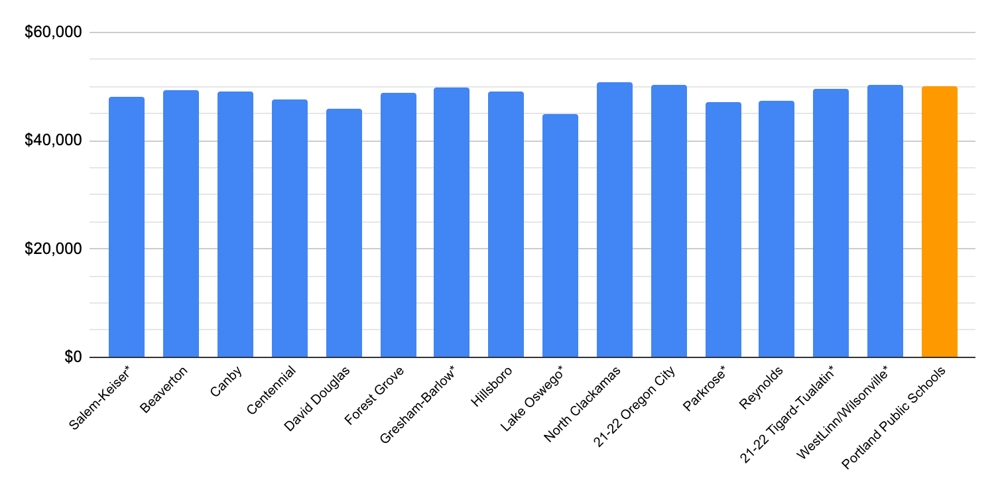 $60,000
$40,000
$20,000
$0
Salem-Keiser*
Beaverton
Canby
Centennial
David Douglas
Forest Grove
Gresham-Barlow*
Hillsboro
Lake Oswego*
North Clackamas
21-22 Oregon City
Parkrose*
Reynolds
21-22 Tigard-Tualatin*
WestLinn/Wilsonville*
Portland Public Schools